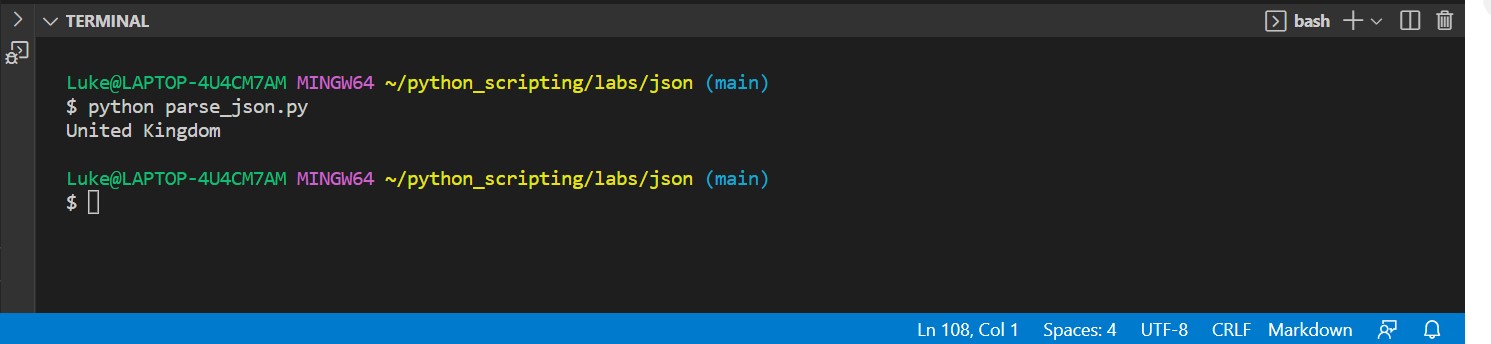 TERMINAL bash
Luke@LAPTOP-4U4CM7AM MINGW64 ~/python_scripting/labs/json (main)
$ python parse_json.py
United Kingdom
Luke@LAPTOP-4U4CM7AM MINGW64 ~/python_scripting/labs/json (main)
$
Ln 108, Col 1 Spaces: 4 UTF-8 CRLF Markdown